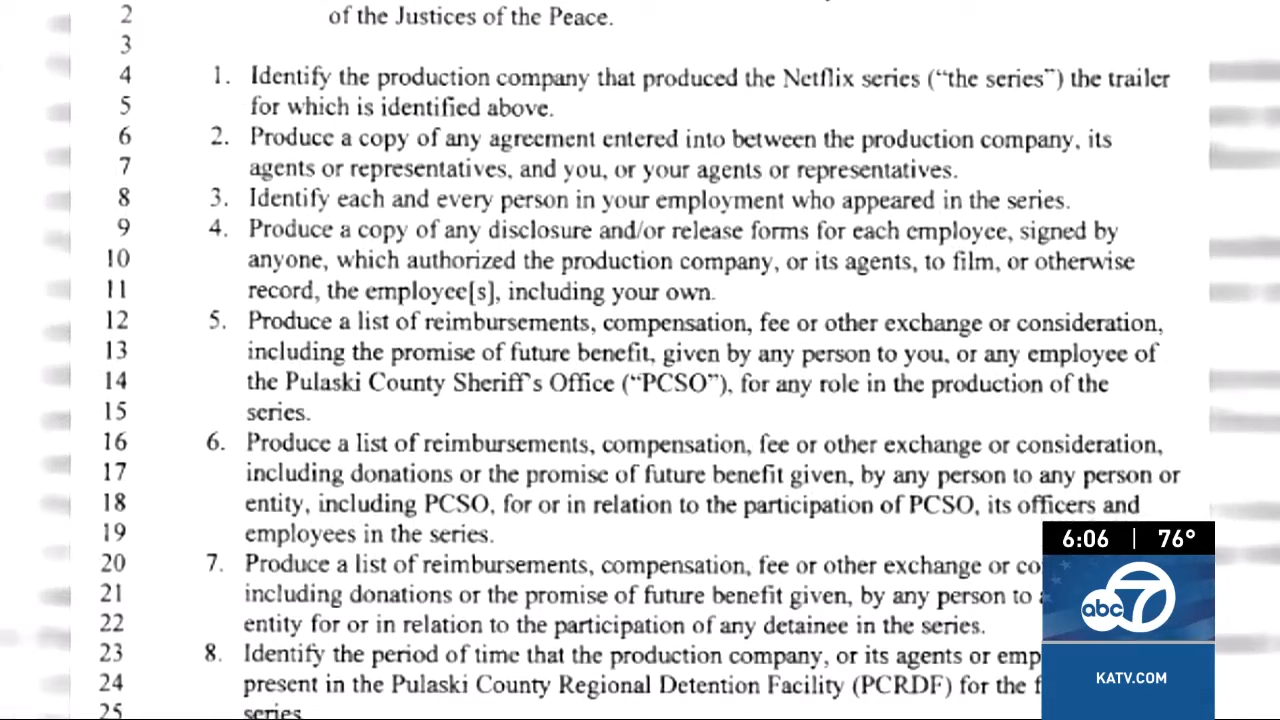 2 of the Justices of the Peace.
3
4 1. Identify the production company that produced the Netflix series (“the series”) the trailer
5 for which is identified above.
6 2. Produce a copy of any agreement entered into between the production company, its
7 agents or representatives, and you, or your agents or representatives.
8 3. Identify each and every person in your employment who appeared in the series.
9 4. Produce a copy of any disclosure and/or release forms for each employee, signed by
10 anyone, which authorized the production company, or its agents, to film, or otherwise
11 record, the employee[s], including your own.
12 5. Produce a list of reimbursements, compensation, fee or other exchange or consideration,
13 including the promise of future benefit, given by any person to you, or any employee of
14 the Pulaski County Sheriff's Office (“PCSO”), for any role in the production of the
15 series.
16 6. Produce a list of reimbursements, compensation, fee or other exchange or consideration,
17 including donations or the promise of future benefit given, by any person to any person or
18 entity, including PCSO, for or in relation to the participation of PCSO, its officers and
19 employees in the series.
20 7. Produce a list of reimbursements, compensation, fee or other exchange or co
21 including donations or the promise of future benefit given, by any person to
22 entity for or in relation to the participation of any detainee in the series.
23 8. Identify the period of time that the production company, or its agents or emp
24 present in the Pulaski County Regional Detention Facility (PCRDF) for the f
25 series
6:06 | 76°
abc 7
KATV.COM